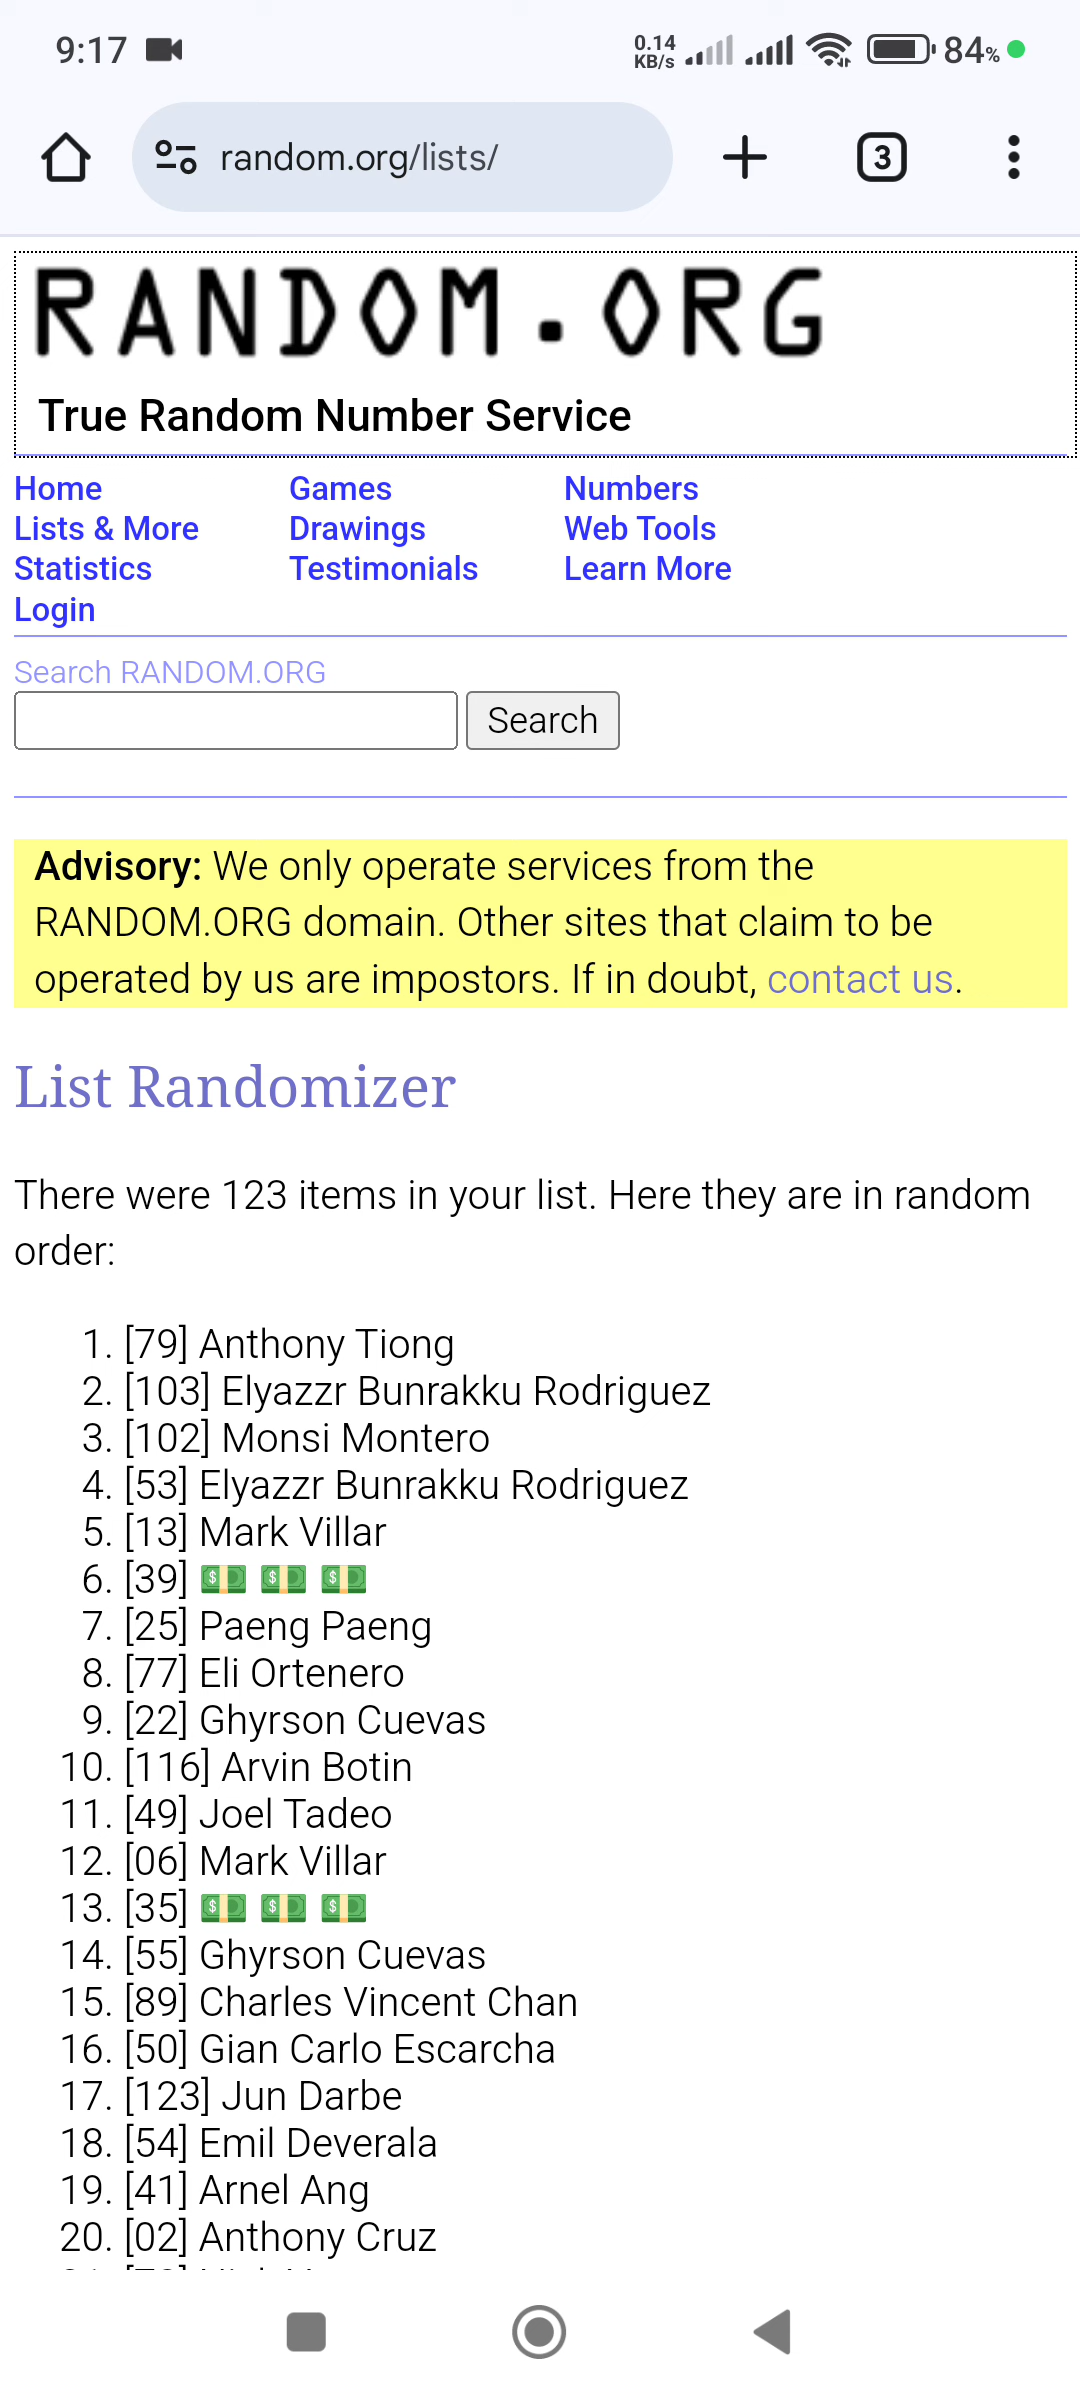 9:17
0.14
KB/s
84%
random.org/lists/
3
RANDOM.ORG
True Random Number Service
Home Games Numbers
Lists & More Drawings Web Tools
Statistics Testimonials Learn More
Login
Search RANDOM.ORG
Search
Advisory: We only operate services from the
RANDOM.ORG domain. Other sites that claim to be
operated by us are impostors. If in doubt, contact us.
List Randomizer
There were 123 items in your list. Here they are in random
order:
1. [79] Anthony Tiong
2. [103] Elyazzr Bunrakku Rodriguez
3. [102] Monsi Montero
4. [53] Elyazzr Bunrakku Rodriguez
5. [13] Mark Villar
6. [39] 💵 💵 💵
7. [25] Paeng Paeng
8. [77] Eli Ortenero
9. [22] Ghyrson Cuevas
10. [116] Arvin Botin
11. [49] Joel Tadeo
12. [06] Mark Villar
13. [35] 💵 💵 💵
14. [55] Ghyrson Cuevas
15. [89] Charles Vincent Chan
16. [50] Gian Carlo Escarcha
17. [123] Jun Darbe
18. [54] Emil Deverala
19. [41] Arnel Ang
20. [02] Anthony Cruz